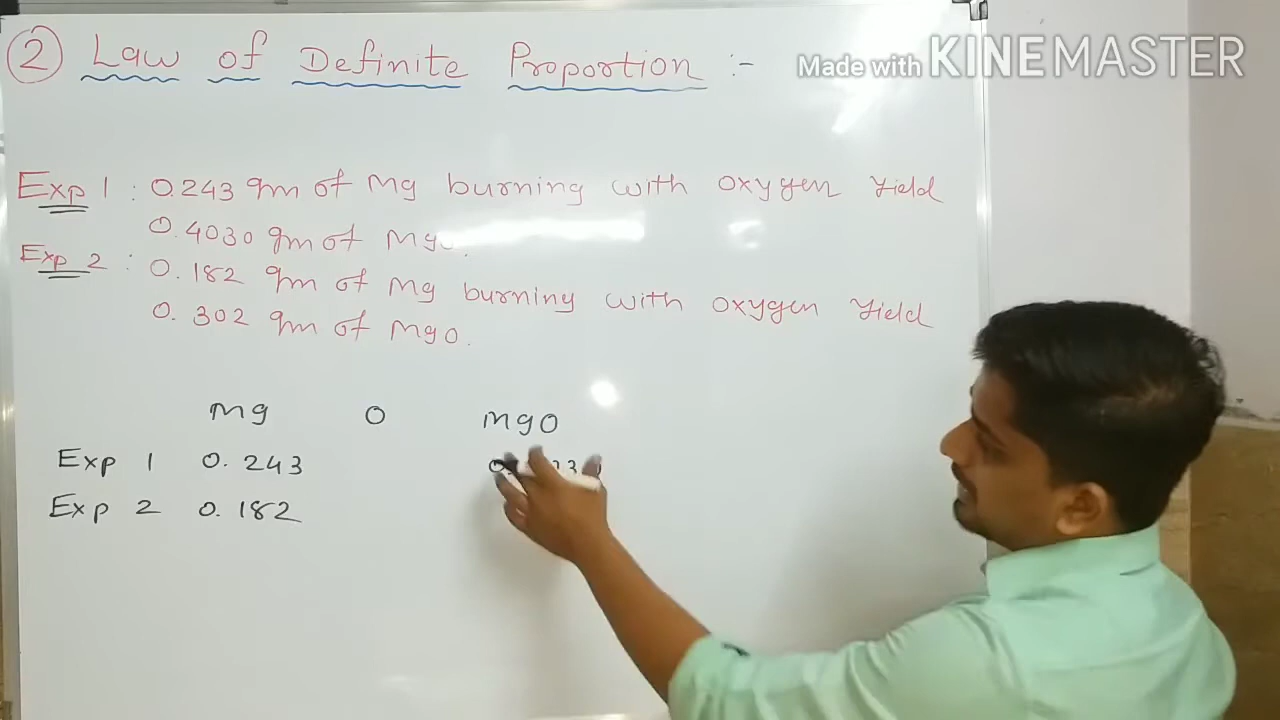 ② Law of Definite Proportion :-
Made with KINEMASTER
Exp 1 : 0.243 gm of Mg burning with oxygen yield
0.4030 gm of MgO.
Exp 2 : 0.182 gm of Mg burning with oxygen yield
0.302 gm of MgO.
Mg O MgO
Exp 1 0.243
Exp 2 0.182